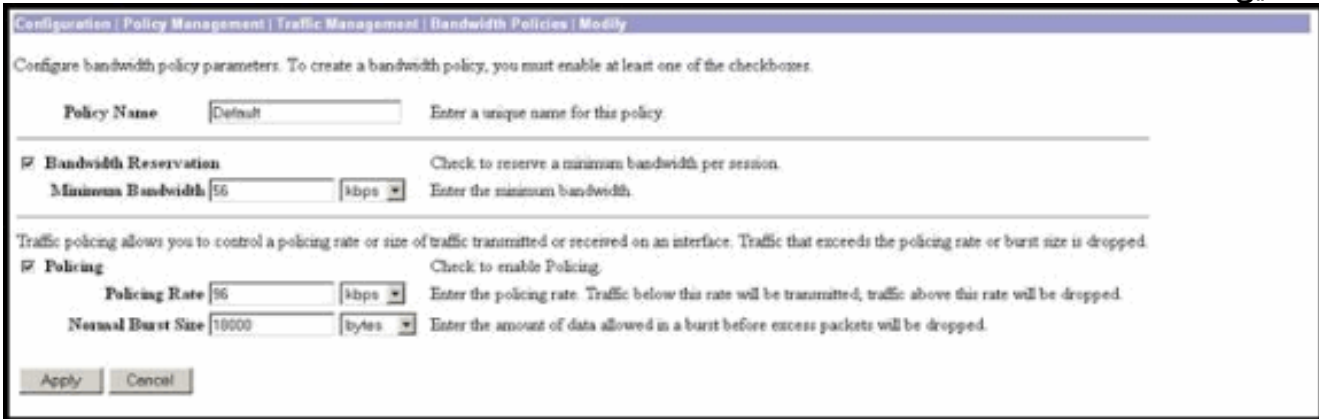 Configuration | Policy Management | Traffic Management | Bandwidth Policies | Modify
Configure bandwidth policy parameters. To create a bandwidth policy, you must enable at least one of the checkboxes.
Policy Name Default Enter a unique name for this policy.
Bandwidth Reservation Check to reserve a minimum bandwidth per session.
Minimum Bandwidth 56 kbps Enter the minimum bandwidth.
Traffic policing allows you to control a policing rate or size of traffic transmitted or received on an interface. Traffic that exceeds the policing rate or burst size is dropped.
Policing Check to enable Policing.
Policing Rate 96 kbps Enter the policing rate. Traffic below this rate will be transmitted; traffic above this rate will be dropped.
Normal Burst Size 18000 bytes Enter the amount of data allowed in a burst before excess packets will be dropped.
Apply Cancel